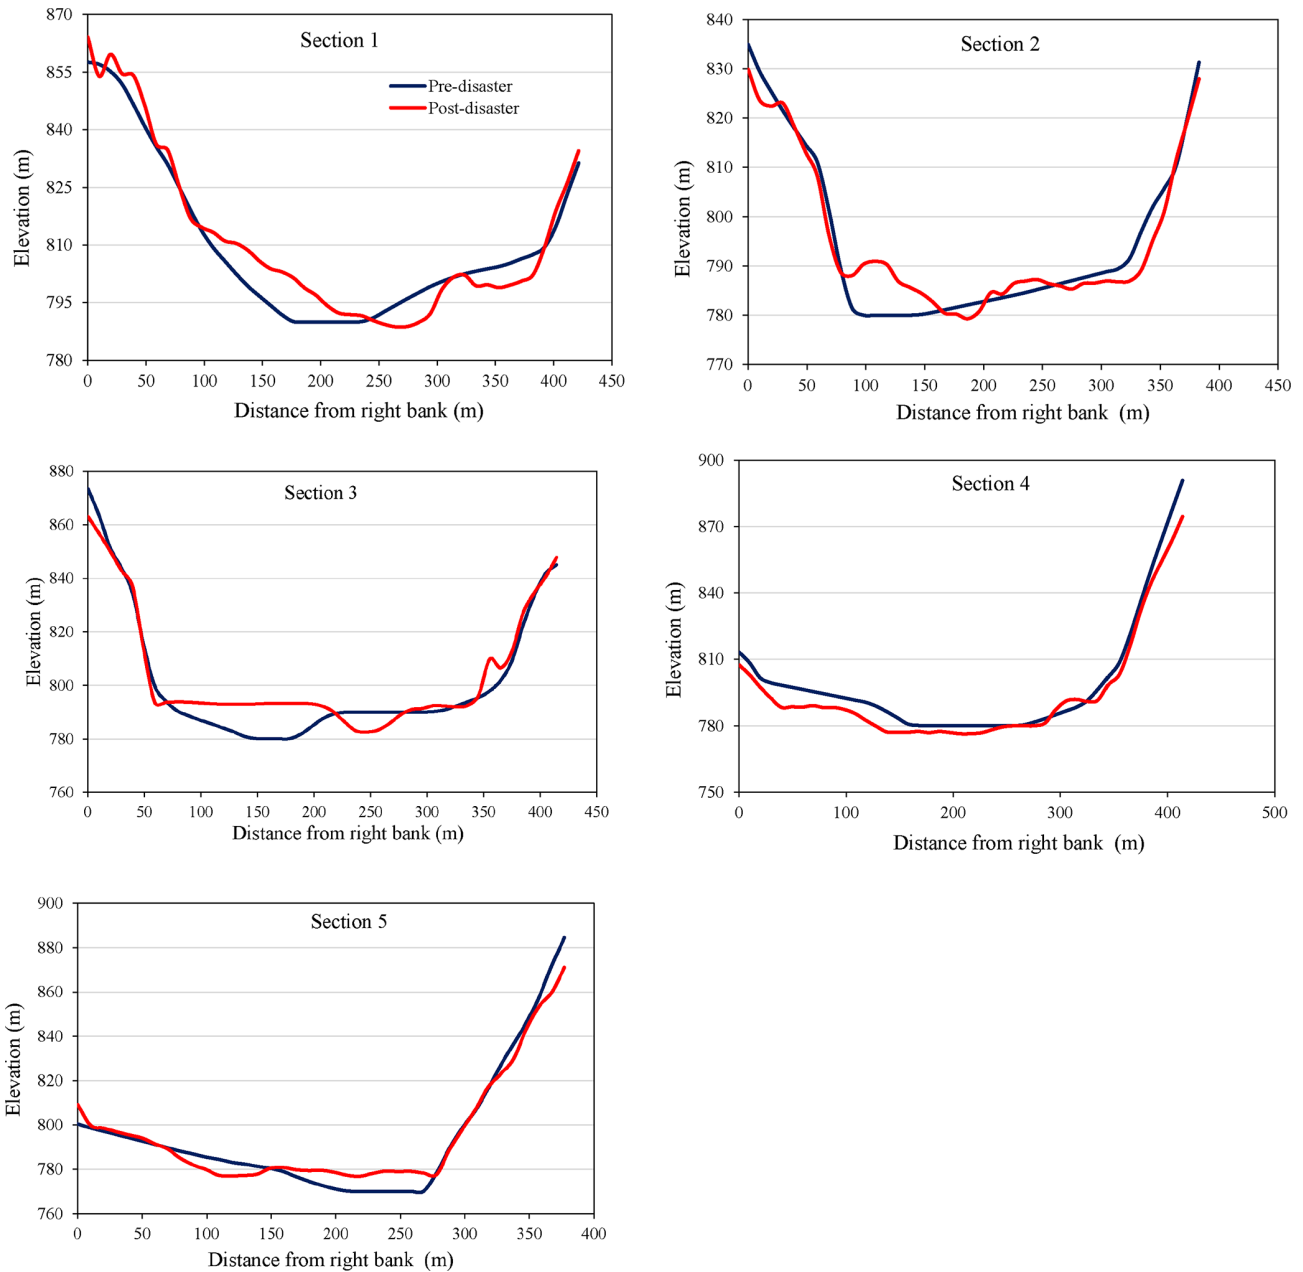 Section 1
Pre-disaster
Post-disaster
870
855
840
825
810
795
780
Elevation (m)
0 50 100 150 200 250 300 350 400 450
Distance from right bank (m)
Section 2
840
830
820
810
800
790
780
770
Elevation (m)
0 50 100 150 200 250 300 350 400 450
Distance from right bank (m)
Section 3
880
860
840
820
800
780
760
Elevation (m)
0 50 100 150 200 250 300 350 400 450
Distance from right bank (m)
Section 4
900
870
840
810
780
750
Elevation (m)
0 100 200 300 400 500
Distance from right bank (m)
Section 5
900
880
860
840
820
800
780
760
Elevation (m)
0 50 100 150 200 250 300 350 400
Distance from right bank (m)